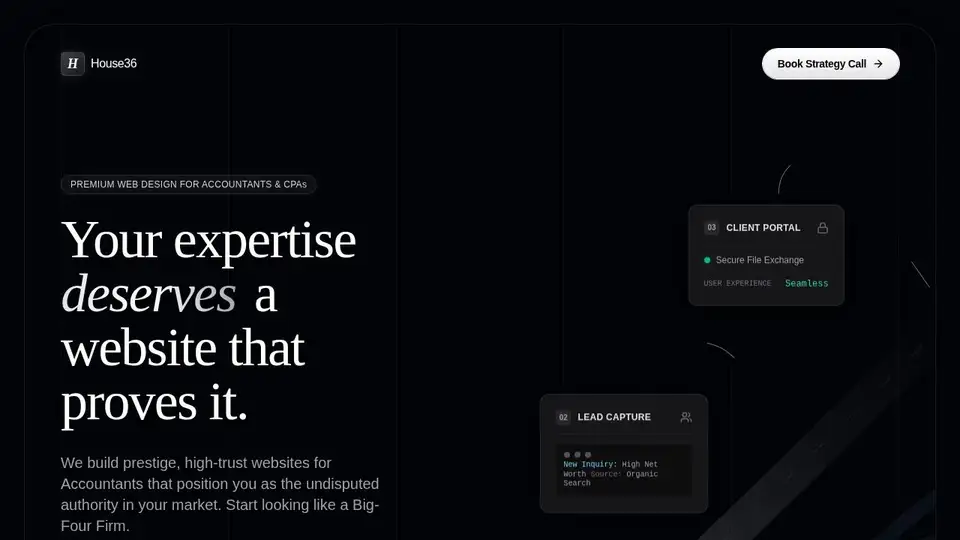 H House36
Book Strategy Call →
PREMIUM WEB DESIGN FOR ACCOUNTANTS & CPAs
Your expertise
deserves a
website that
proves it.
We build prestige, high-trust websites for
Accountants that position you as the undisputed
authority in your market. Start looking like a Big-
Four Firm.
03 CLIENT PORTAL
Secure File Exchange
USER EXPERIENCE Seamless
02 LEAD CAPTURE
New Inquiry: High Net
Worth Source: Organic
Search